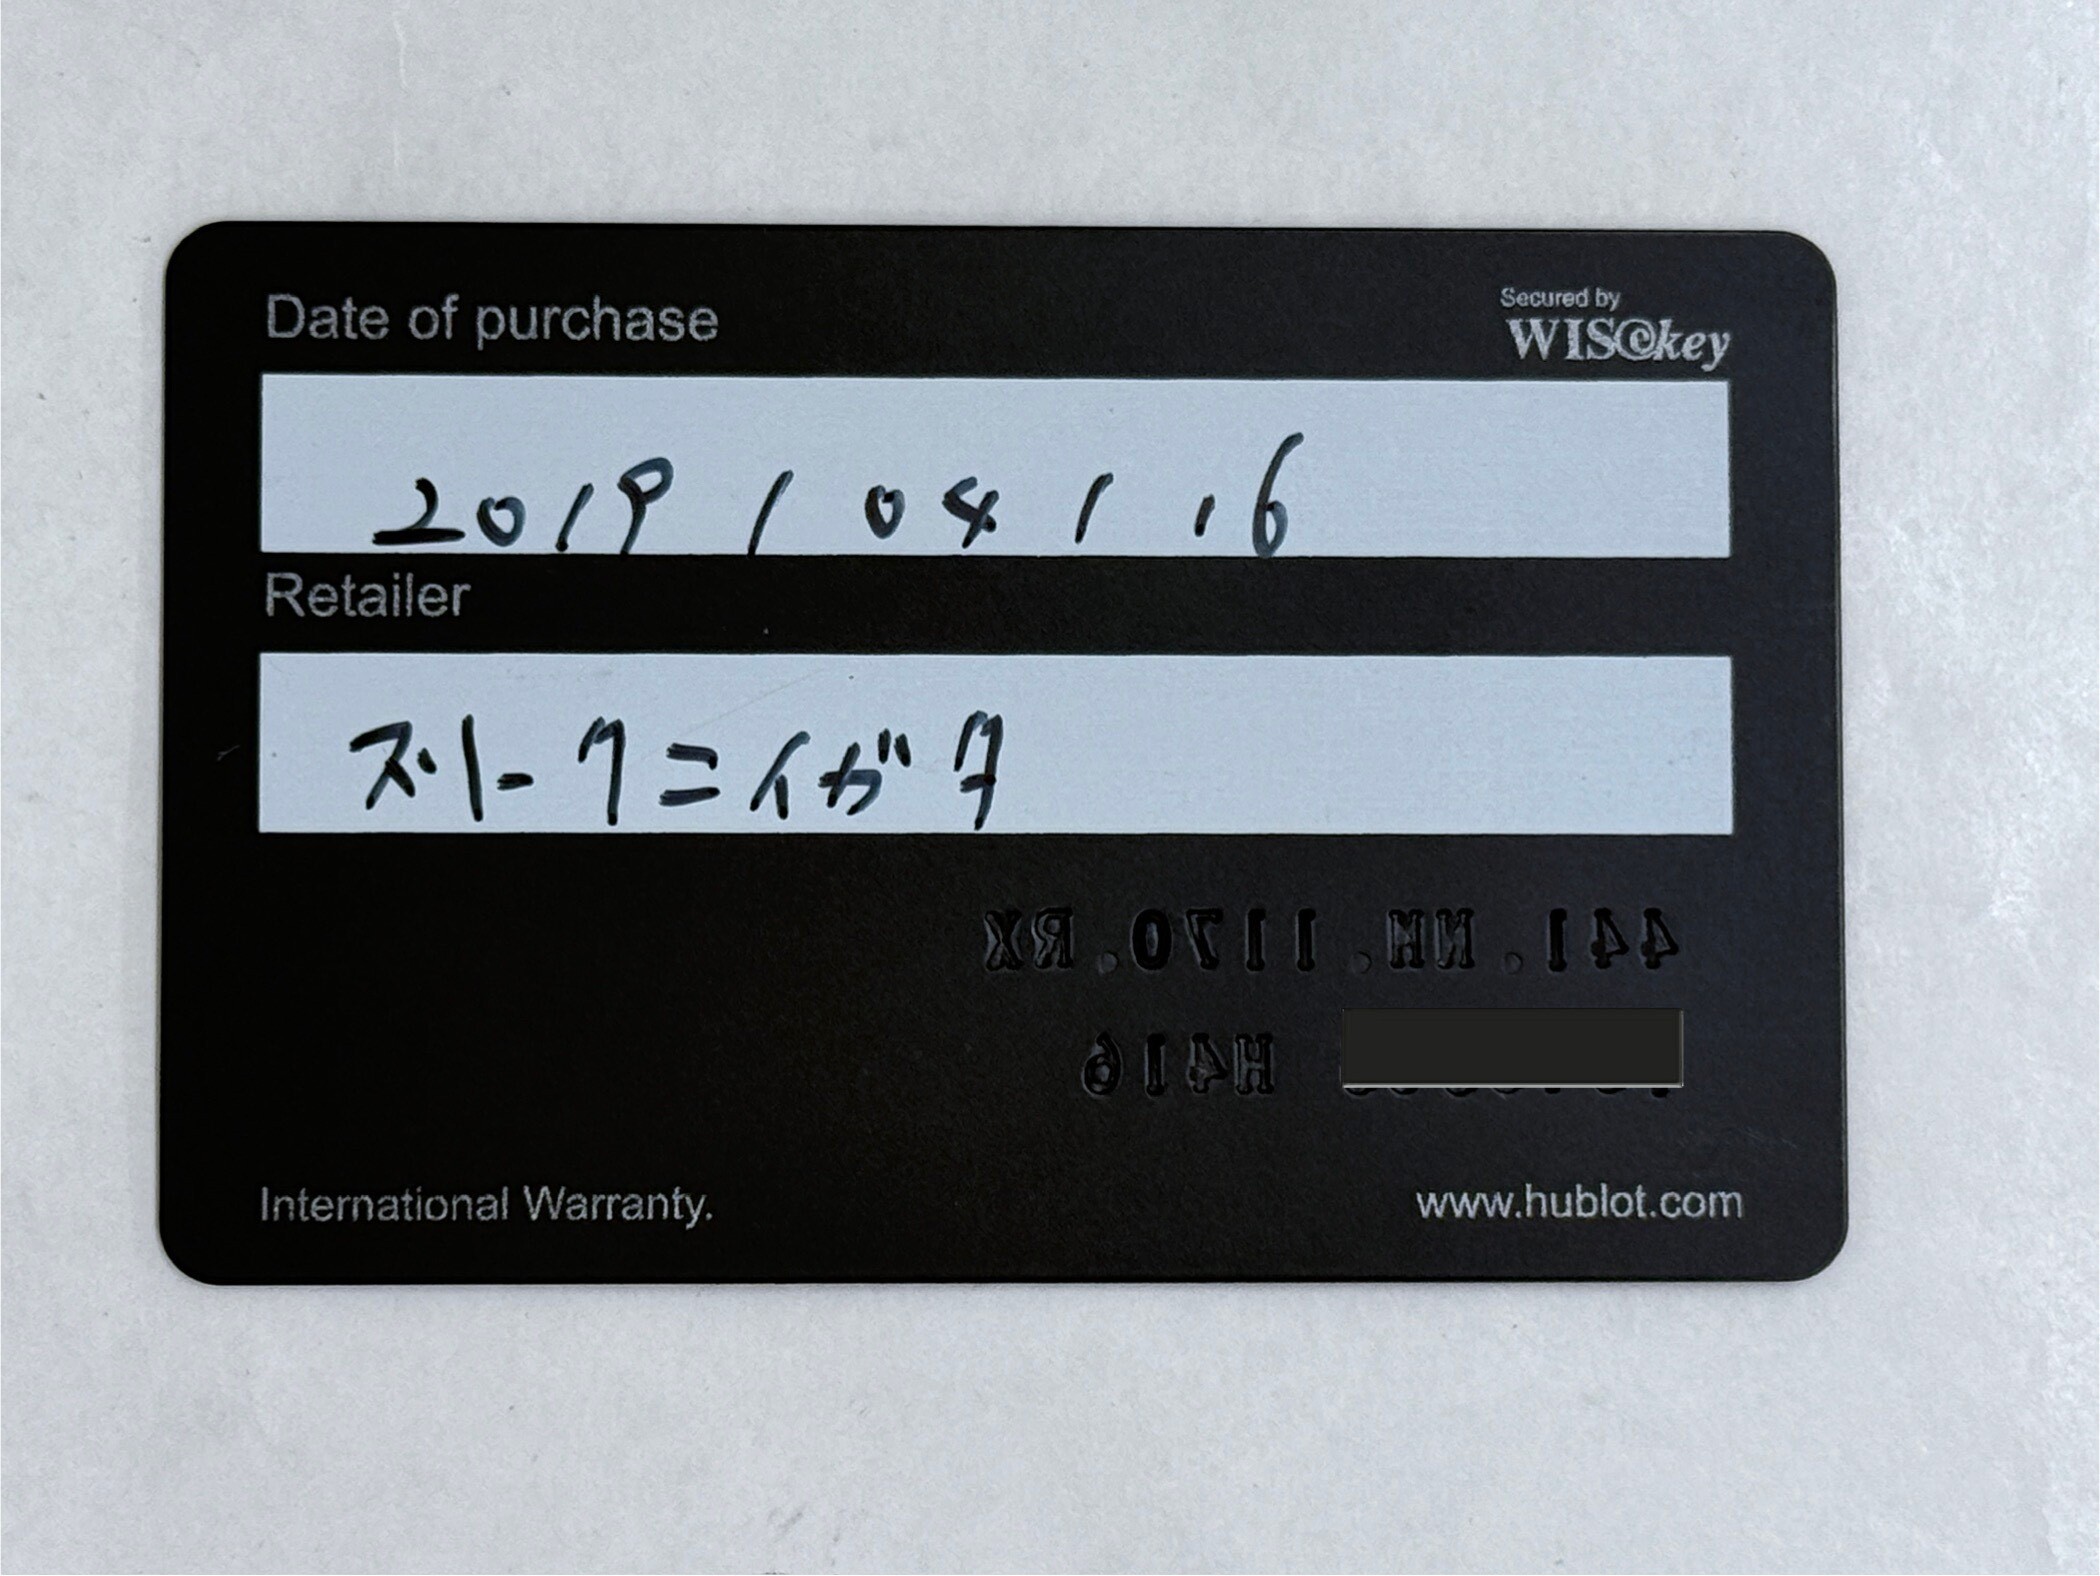 Date of purchase
Secured by
WISeKey
2019 / 04 / 16
Retailer
ストークニイガタ
441.NM.1170.RX
H416
International Warranty.
www.hublot.com